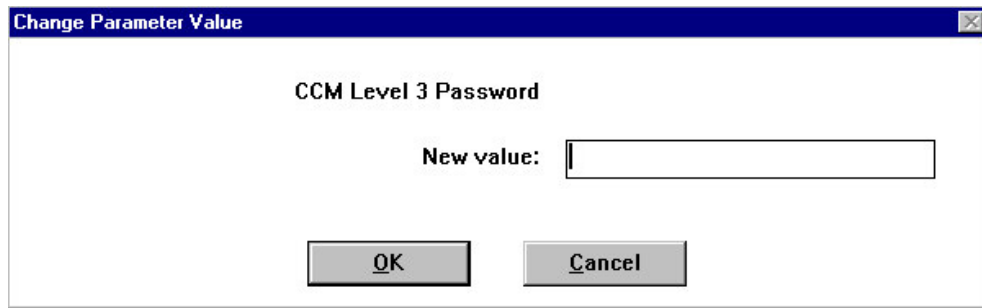 Change Parameter Value
CCM Level 3 Password
New value:
OK Cancel